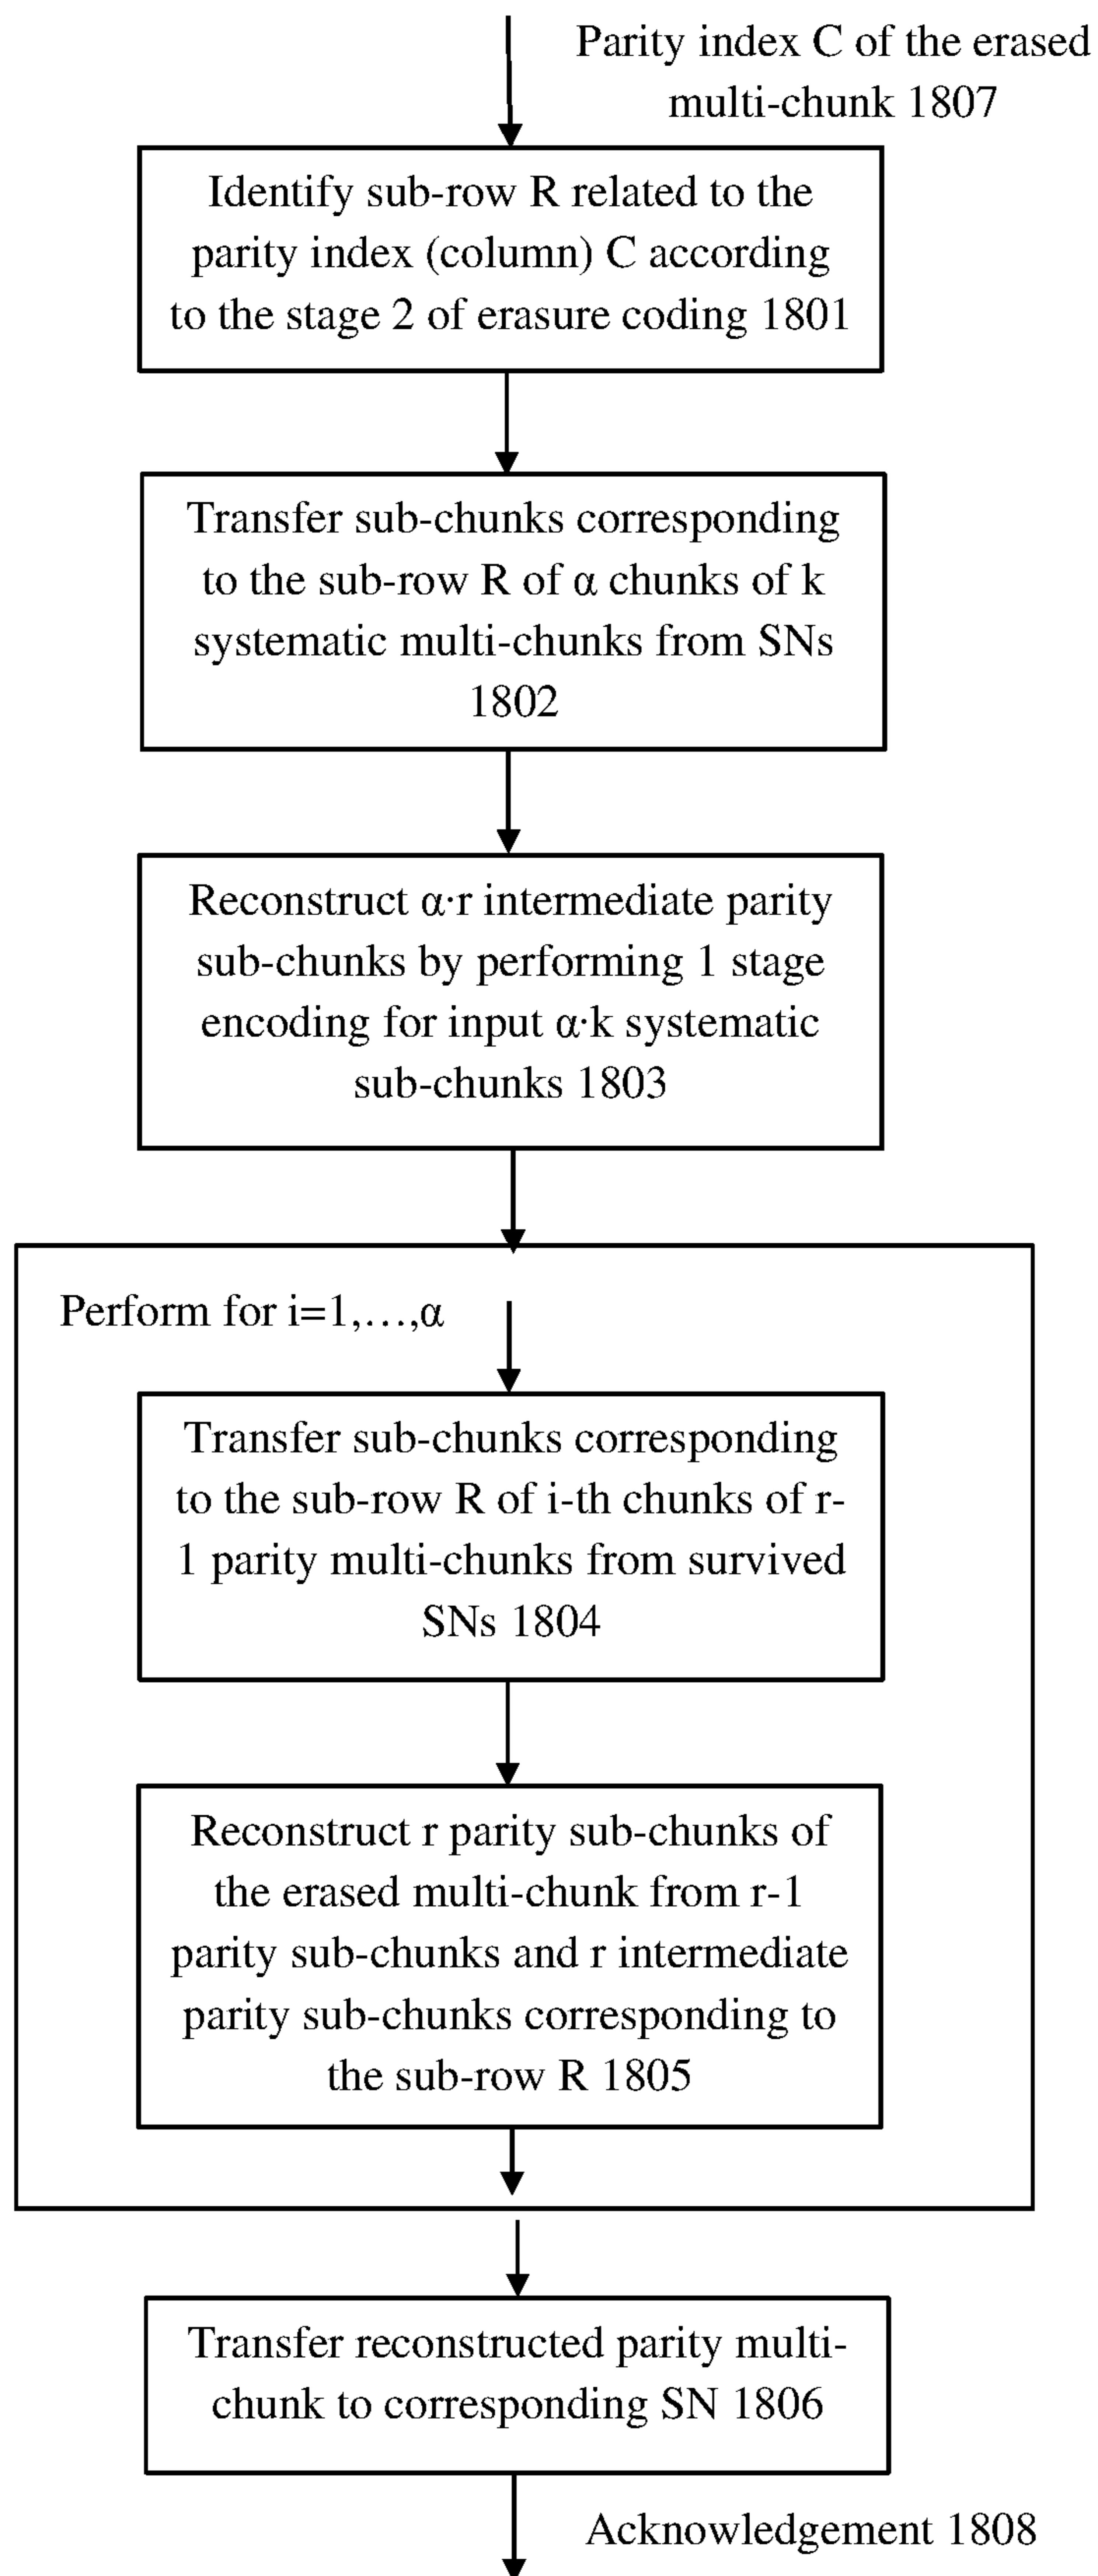 Parity index C of the erased
multi-chunk 1807
Identify sub-row R related to the
parity index (column) C according
to the stage 2 of erasure coding 1801
Transfer sub-chunks corresponding
to the sub-row R of α chunks of k
systematic multi-chunks from SNs
1802
Reconstruct α·r intermediate parity
sub-chunks by performing 1 stage
encoding for input α·k systematic
sub-chunks 1803
Perform for i=1,…,α
Transfer sub-chunks corresponding
to the sub-row R of i-th chunks of r-
1 parity multi-chunks from survived
SNs 1804
Reconstruct r parity sub-chunks of
the erased multi-chunk from r-1
parity sub-chunks and r intermediate
parity sub-chunks corresponding to
the sub-row R 1805
Transfer reconstructed parity multi-
chunk to corresponding SN 1806
Acknowledgement 1808